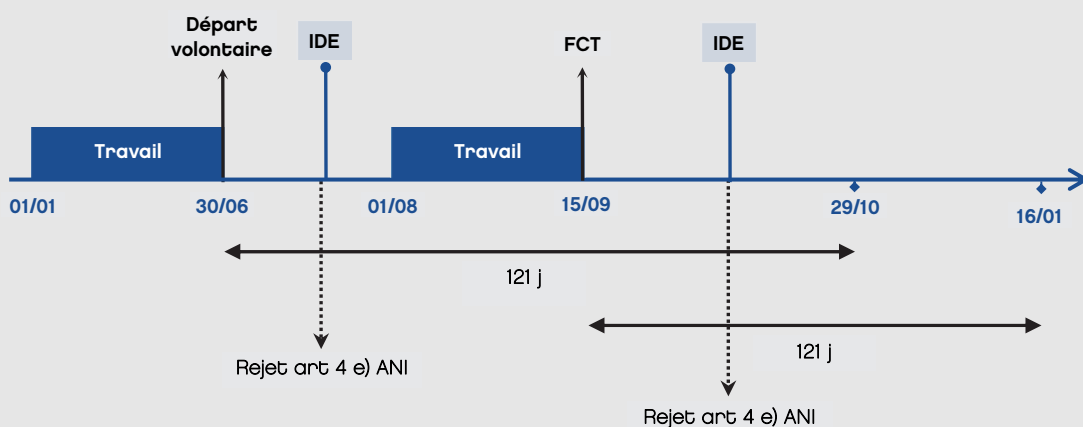 Départ
volontaire
IDE
FCT
IDE
Travail
Travail
01/01
30/06
01/08
15/09
29/10
16/01
121 j
121 j
Rejet art 4 e) ANI
Rejet art 4 e) ANI